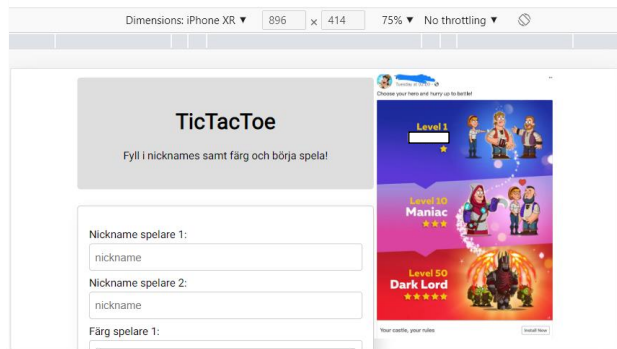 Dimensions: iPhone XR ▼ 896 × 414 75% ▼ No throttling ▼
TicTacToe
Fyll i nicknames samt färg och börja spela!
Nickname spelare 1:
nickname
Nickname spelare 2:
nickname
Färg spelare 1:
Choose your hero and hurry up to battle!
Level 1
Level 10
Maniac
Level 50
Dark Lord
Your castle, your rules
Install Now